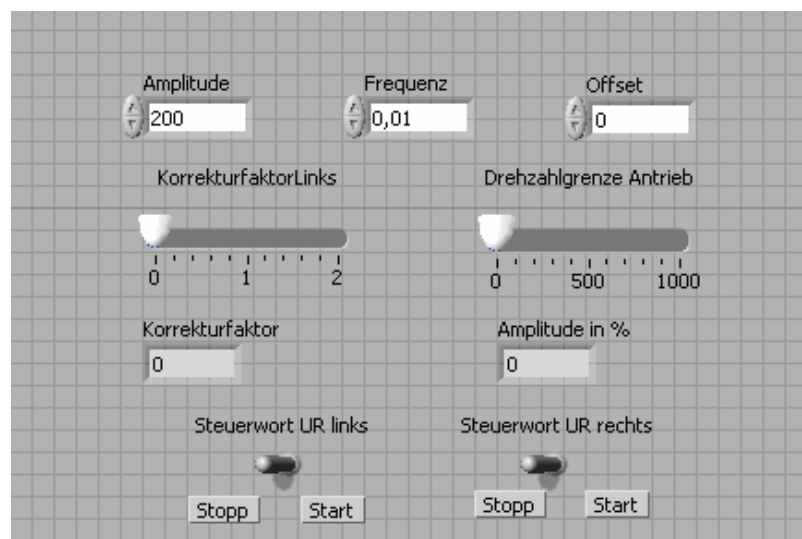 Amplitude Frequenz Offset
200 0,01 0
KorrekturfaktorLinks Drehzahlgrenze Antrieb
0 1 2 0 500 1000
Korrekturfaktor Amplitude in %
0 0
Steuerwort UR links Steuerwort UR rechts
Stopp Start Stopp Start